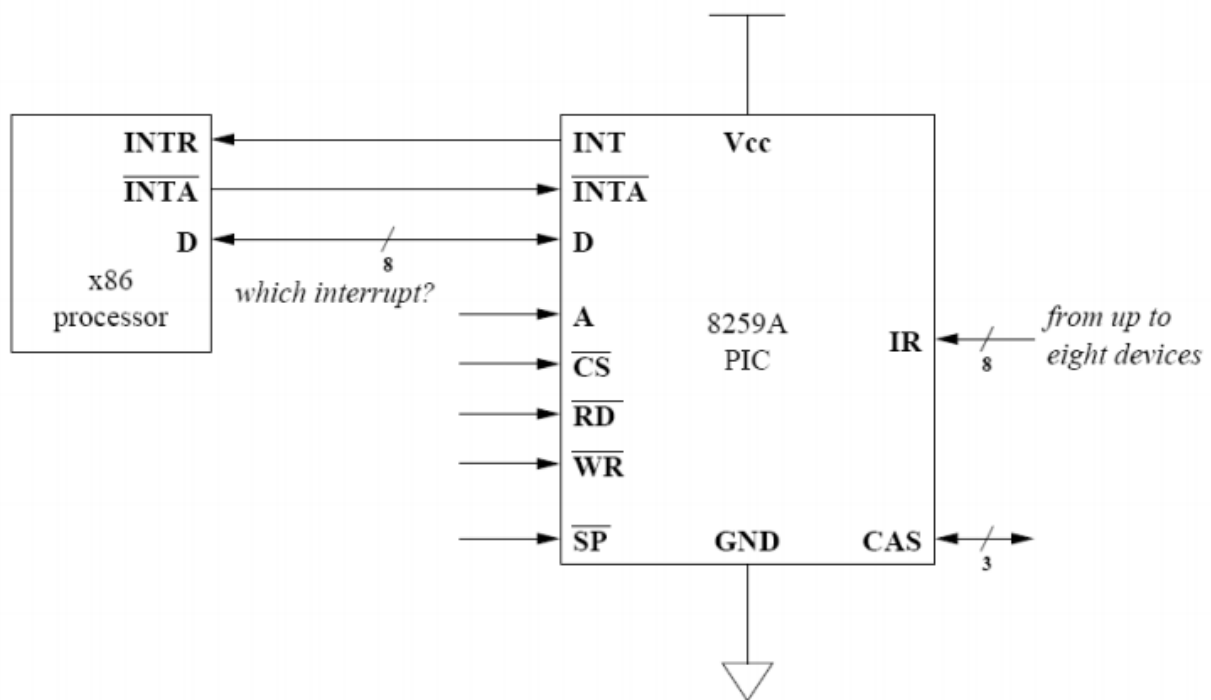 INTR
INTA
D
x86
processor
8
which interrupt?
INT
Vcc
INTA
D
A
CS
RD
WR
SP
8259A
PIC
GND
IR
CAS
8
from up to
eight devices
3